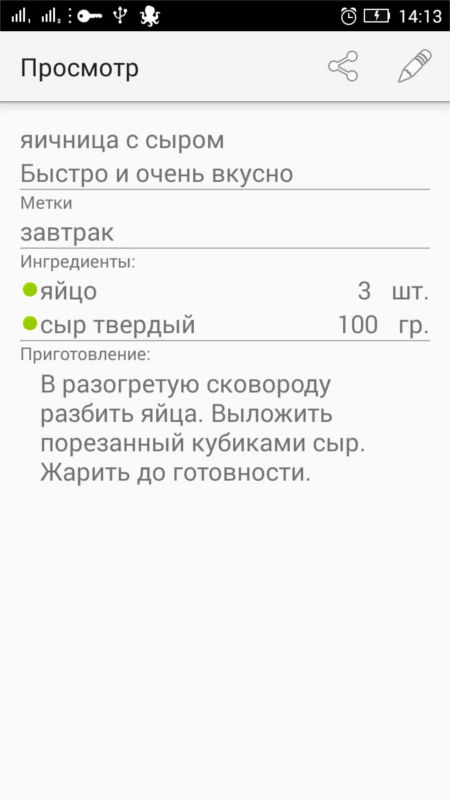 14:13
Просмотр
яичница с сыром
Быстро и очень вкусно
Метки
завтрак
Ингредиенты:
яйцо 3 шт.
сыр твердый 100 гр.
Приготовление:
В разогретую сковороду
разбить яйца. Выложить
порезанный кубиками сыр.
Жарить до готовности.